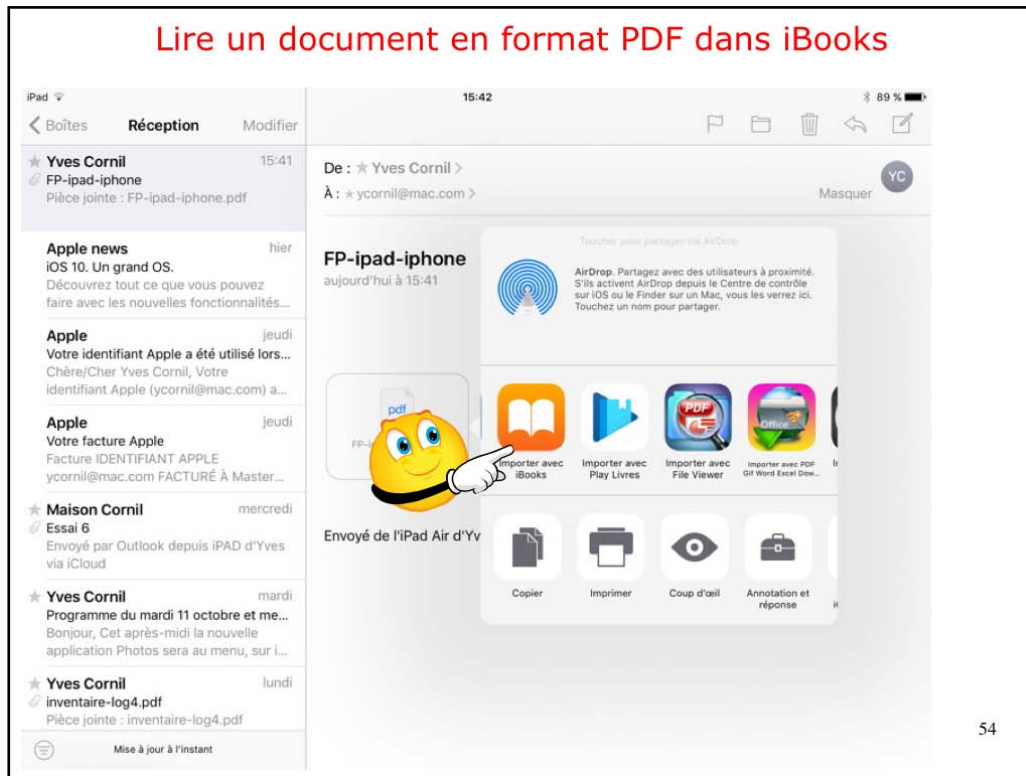 Lire un document en format PDF dans iBooks
iPad
15:42
89 %
Boîtes
Réception
Modifier
Yves Cornil
15:41
FP-ipad-iphone
Pièce jointe : FP-ipad-iphone.pdf
Apple news
hier
iOS 10. Un grand OS.
Découvrez tout ce que vous pouvez
faire avec les nouvelles fonctionnalités...
Apple
jeudi
Votre identifiant Apple a été utilisé lors...
Chère/Cher Yves Cornil, Votre
identifiant Apple (ycornil@mac.com) a...
Apple
jeudi
Votre facture Apple
Facture IDENTIFIANT APPLE
ycornil@mac.com FACTURÉ À Master...
Maison Cornil
mercredi
Essai 6
Envoyé par Outlook depuis iPAD d'Yves
via iCloud
Yves Cornil
mardi
Programme du mardi 11 octobre et me...
Bonjour, Cet après-midi la nouvelle
application Photos sera au menu, sur i...
Yves Cornil
lundi
inventaire-log4.pdf
Pièce jointe : inventaire-log4.pdf
Mise à jour à l'instant
De : Yves Cornil
À : ycornil@mac.com
Masquer
YC
FP-ipad-iphone
aujourd'hui à 15:41
pdf
Envoyé de l'iPad Air d'Yv
Toucher pour partager via AirDrop
AirDrop. Partagez avec des utilisateurs à proximité.
S'ils activent AirDrop depuis le Centre de contrôle
sur iOS ou le Finder sur un Mac, vous les verrez ici.
Touchez un nom pour partager.
PDF
Office
Importer avec
iBooks
Importer avec
Play Livres
Importer avec
File Viewer
Importer avec PDF
Gif Word Excel Dow...
Copier
Imprimer
Coup d'œil
Annotation et
réponse
54